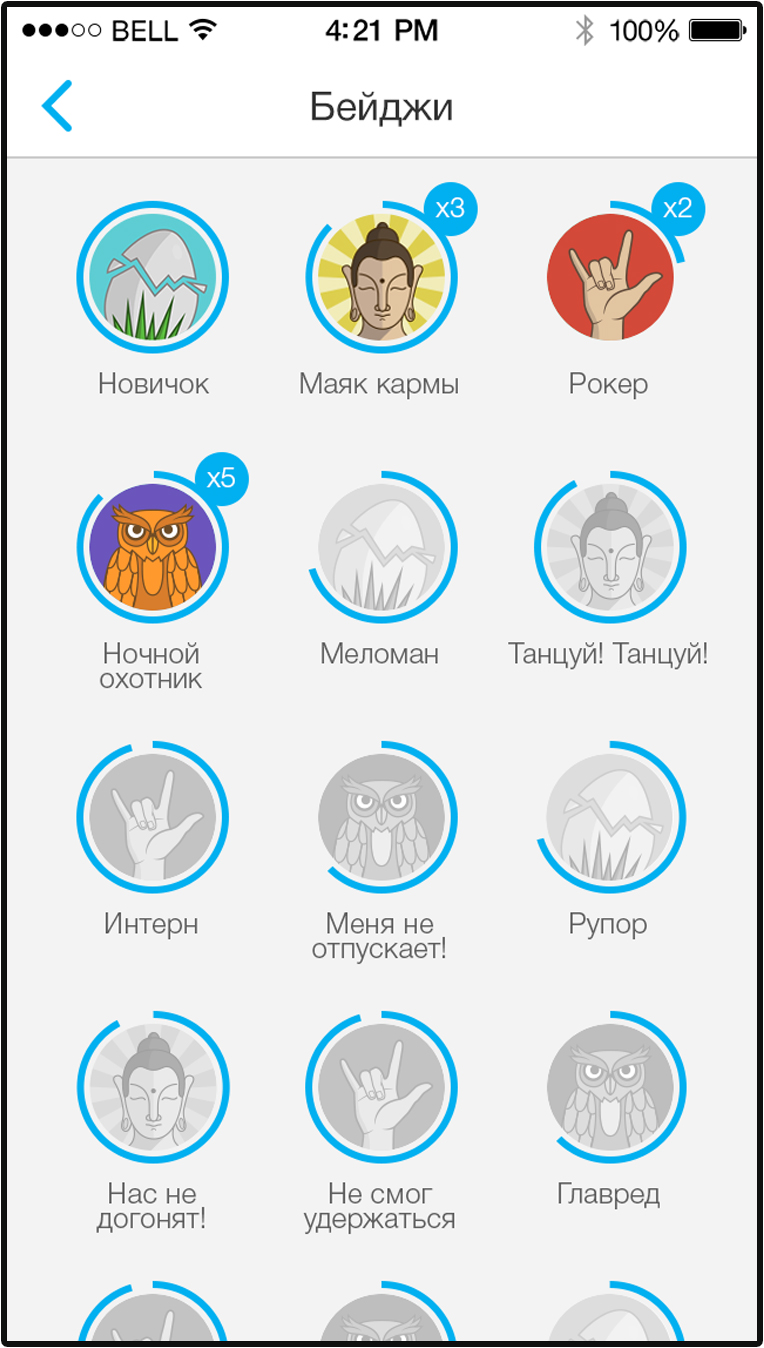 BELL 4:21 PM 100%
Бейджи
x3 x2
Новичок Маяк кармы Рокер
x5
Ночной охотник Меломан Танцуй! Танцуй!
Интерн Меня не отпускает! Рупор
Нас не догонят! Не смог удержаться Главред